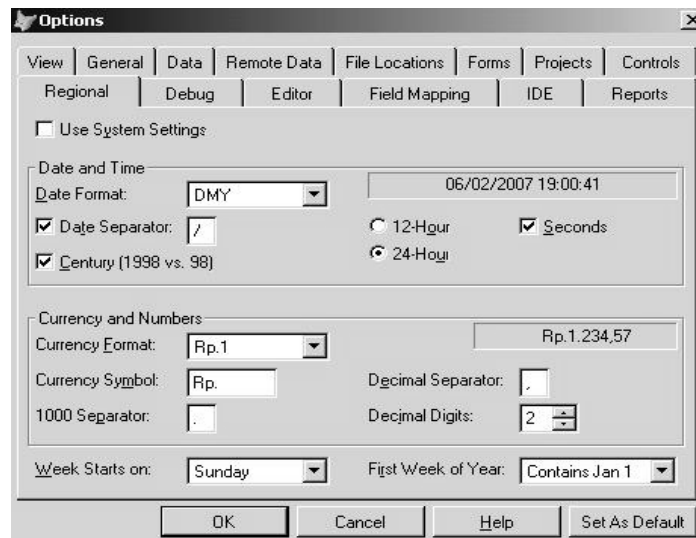 Options
View General Data Remote Data File Locations Forms Projects Controls
Regional Debug Editor Field Mapping IDE Reports
Use System Settings
Date and Time
Date Format: DMY 06/02/2007 19:00:41
Date Separator: / 12-Hour Seconds
Century (1998 vs. 98) 24-Hour
Currency and Numbers
Currency Format: Rp.1 Rp.1.234,57
Currency Symbol: Rp. Decimal Separator: ,
1000 Separator: . Decimal Digits: 2
Week Starts on: Sunday First Week of Year: Contains Jan 1
OK Cancel Help Set As Default